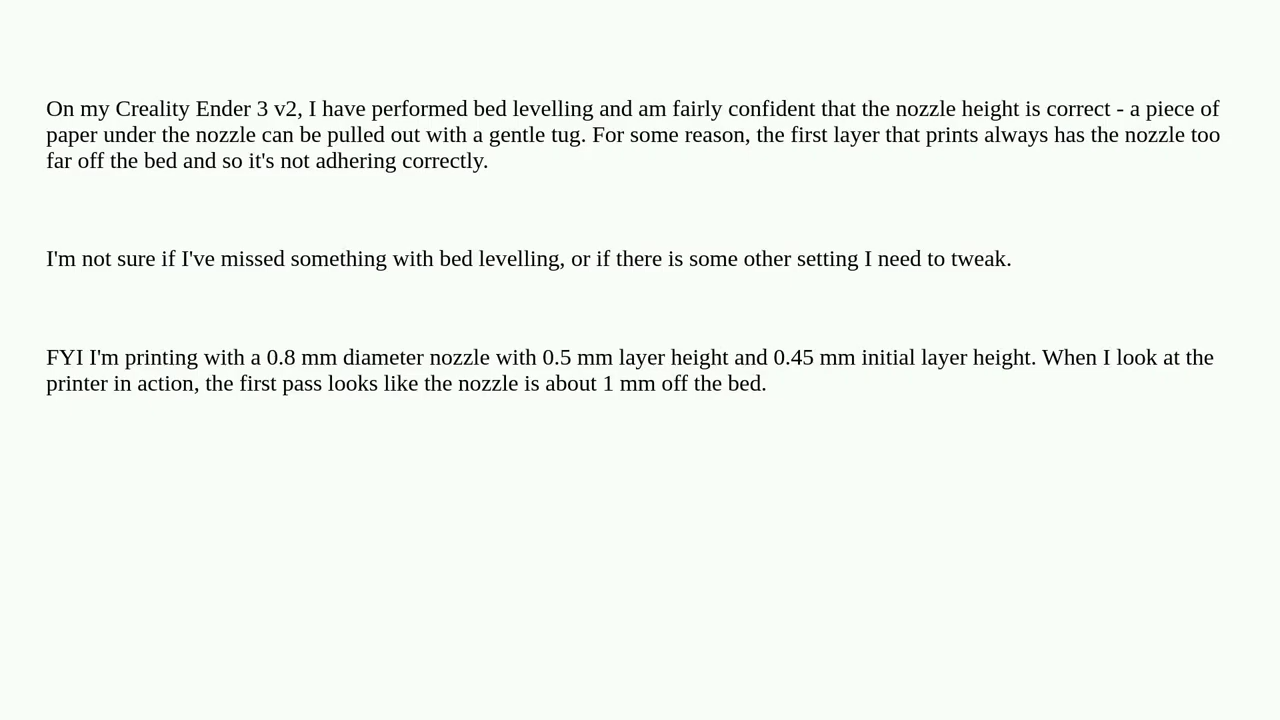 On my Creality Ender 3 v2, I have performed bed levelling and am fairly confident that the nozzle height is correct - a piece of
paper under the nozzle can be pulled out with a gentle tug. For some reason, the first layer that prints always has the nozzle too
far off the bed and so it's not adhering correctly.
I'm not sure if I've missed something with bed levelling, or if there is some other setting I need to tweak.
FYI I'm printing with a 0.8 mm diameter nozzle with 0.5 mm layer height and 0.45 mm initial layer height. When I look at the
printer in action, the first pass looks like the nozzle is about 1 mm off the bed.